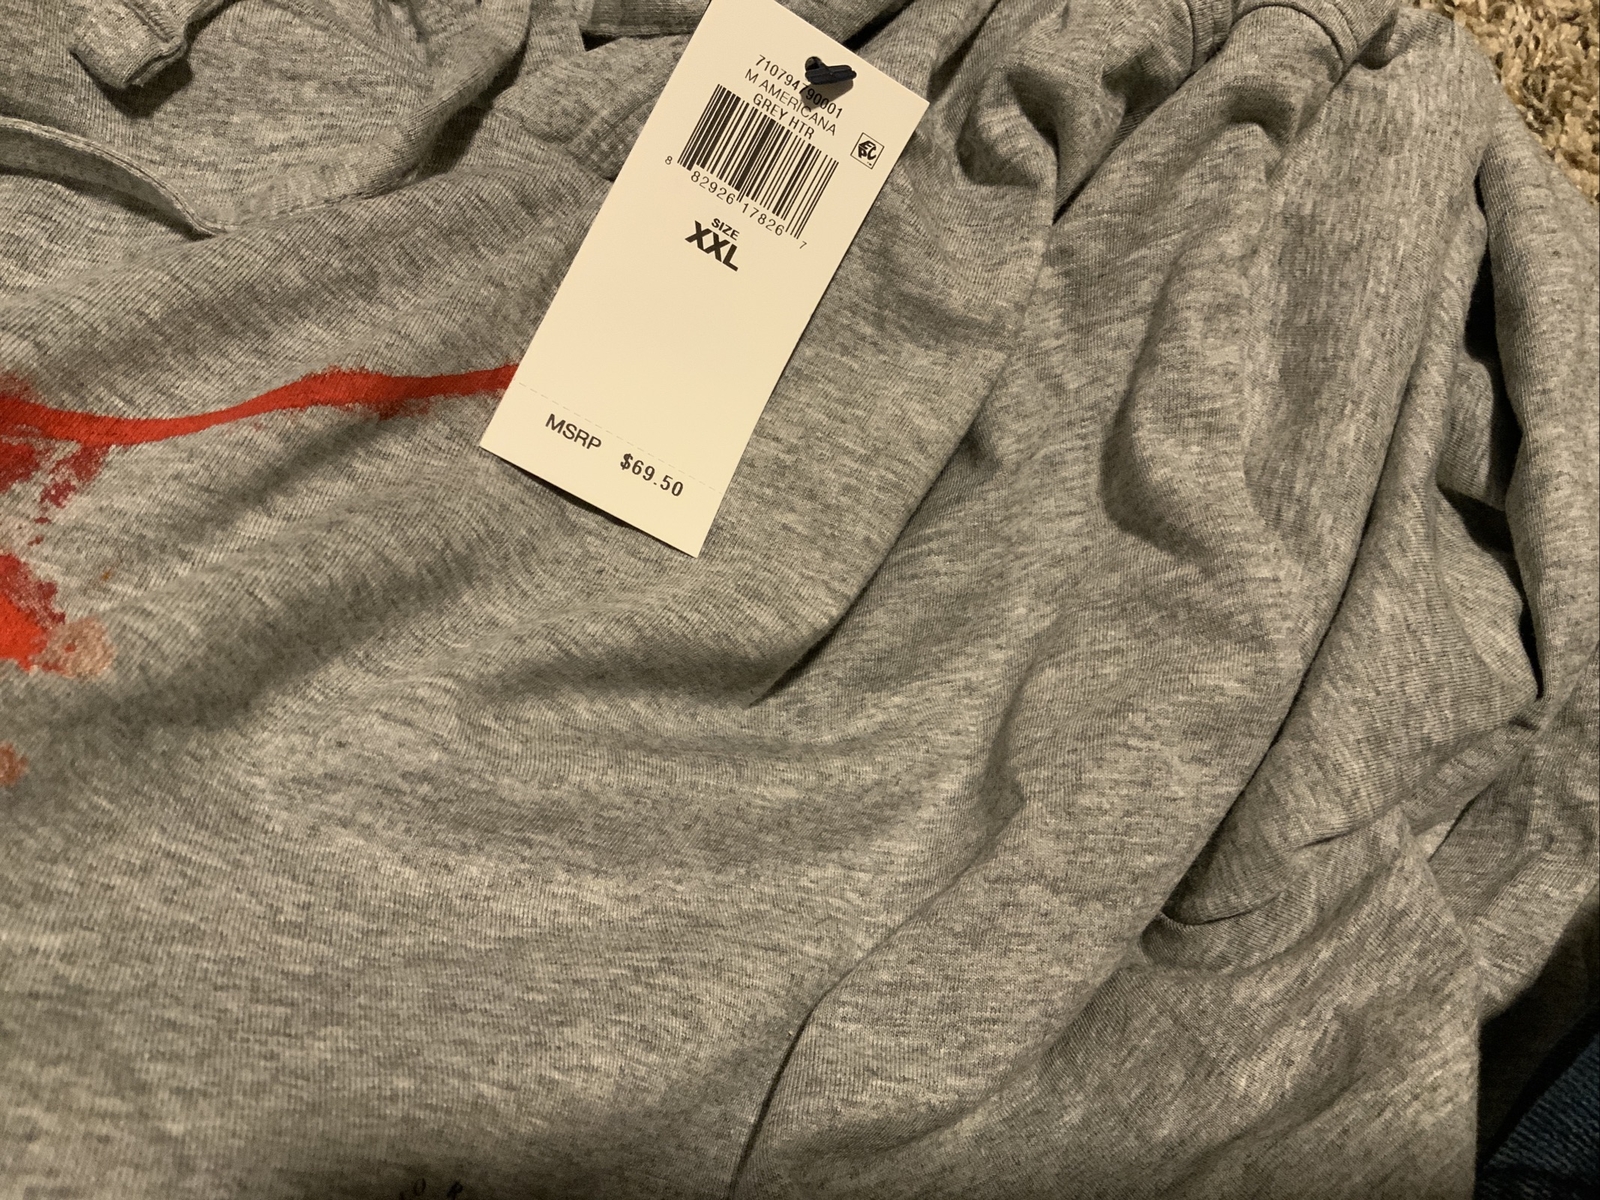 710794790001
M AMERICANA
GREY HTR
8 82926 17826 7
SIZE
XXL
MSRP $69.50